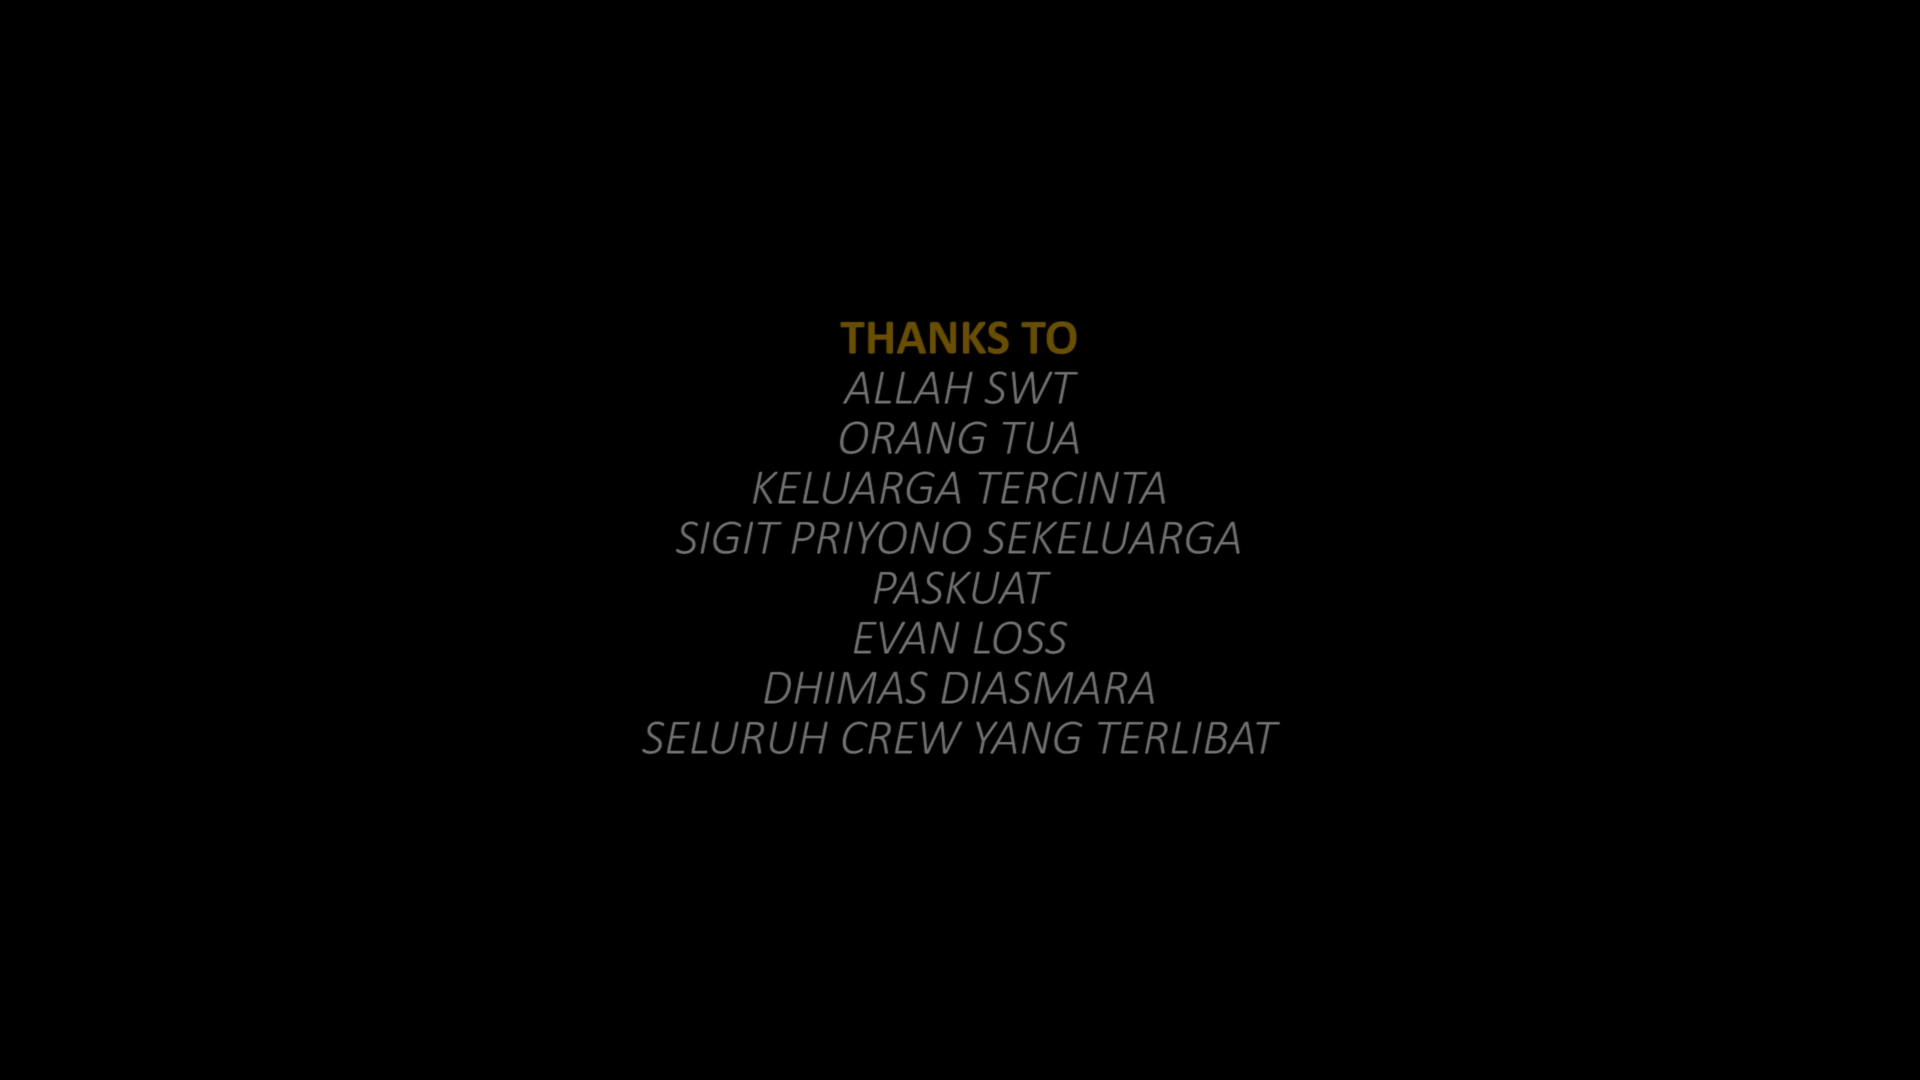 THANKS TO
ALLAH SWT
ORANG TUA
KELUARGA TERCINTA
SIGIT PRIYONO SEKELUARGA
PASKUAT
EVAN LOSS
DHIMAS DIASMARA
SELURUH CREW YANG TERLIBAT